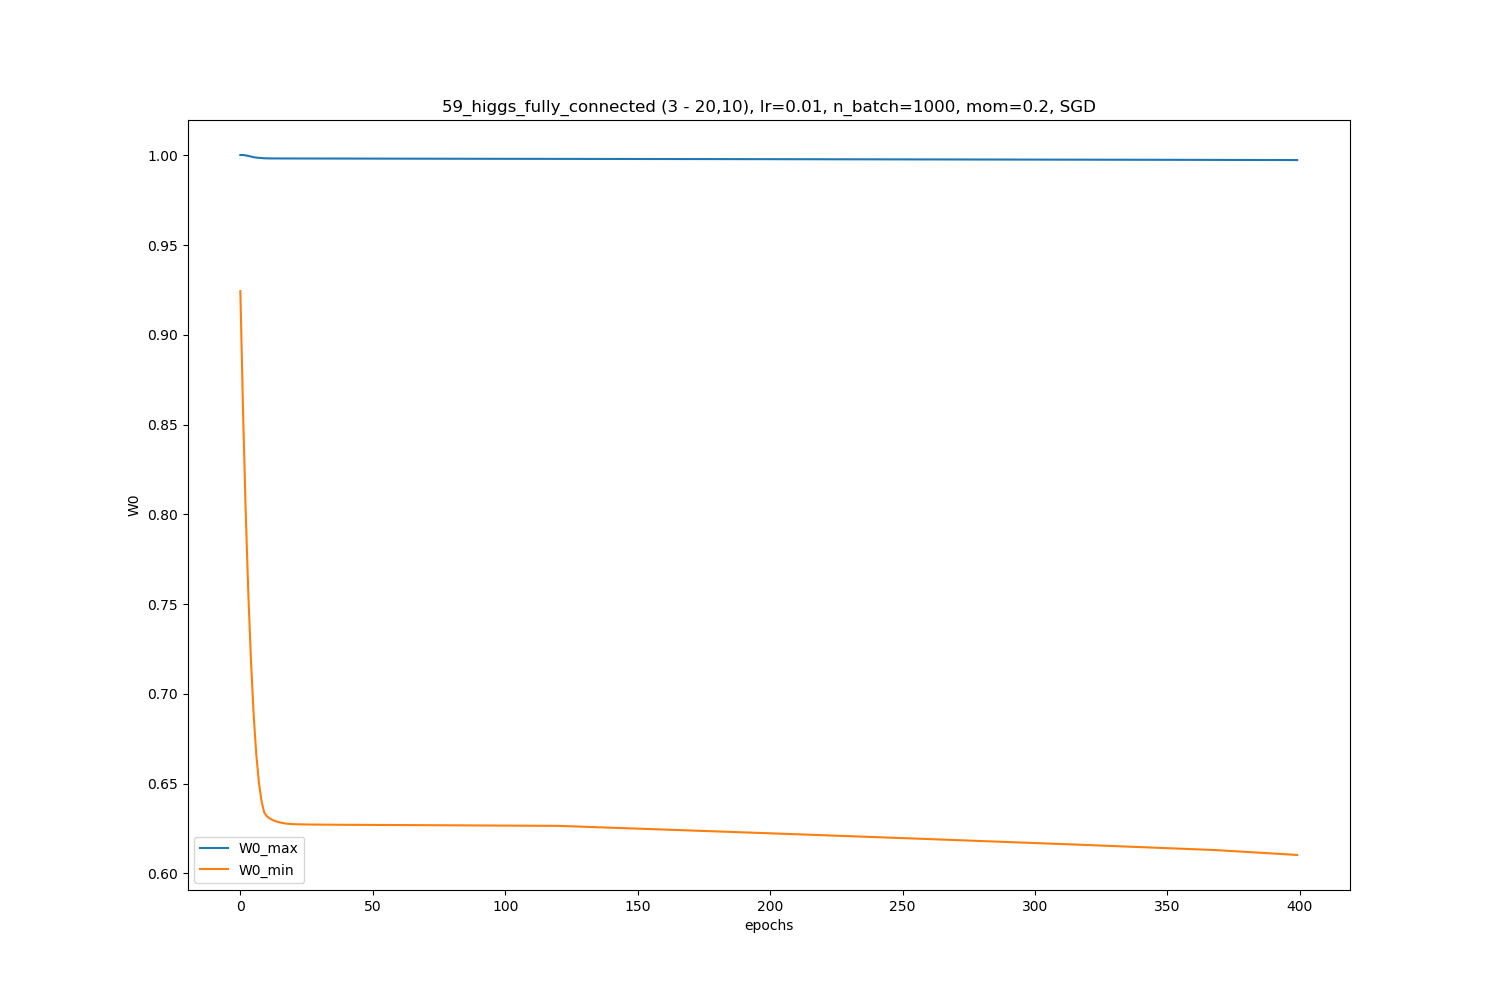 59_higgs_fully_connected (3 - 20,10), lr=0.01, n_batch=1000, mom=0.2, SGD
1.00
0.95
0.90
0.85
0.80
0.75
0.70
0.65
0.60
W0
W0_max
W0_min
0 50 100 150 200 250 300 350 400
epochs